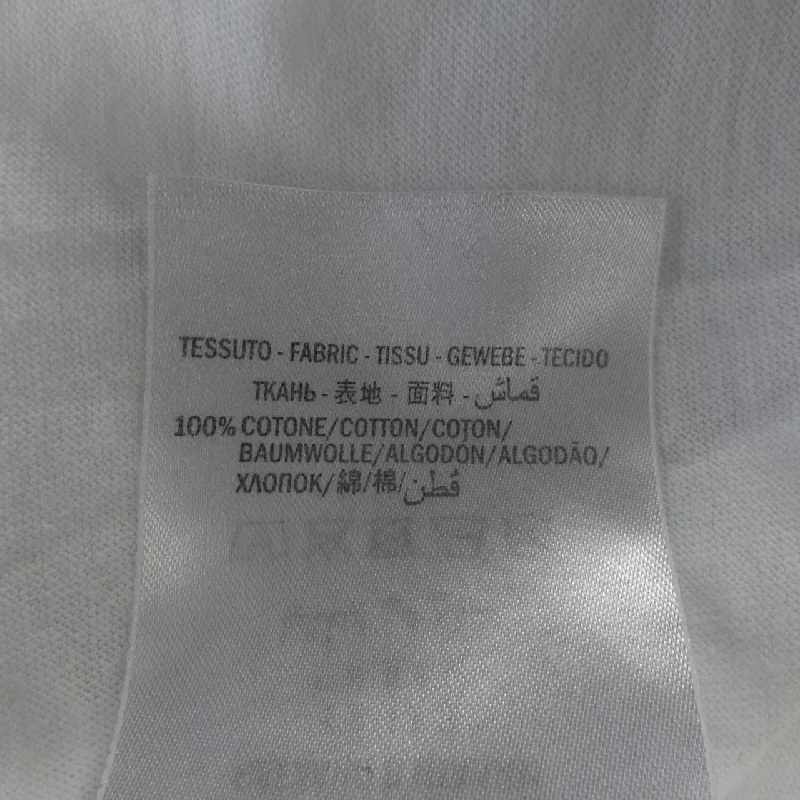 TESSUTO - FABRIC - TISSU - GEWEBE - TECIDO
ТКАНЬ - 表地 - 面料 - قماش
100% COTONE/COTTON/COTON/
BAUMWOLLE/ALGODÓN/ALGODÃO/
ХЛОПОК/綿/棉/قطن